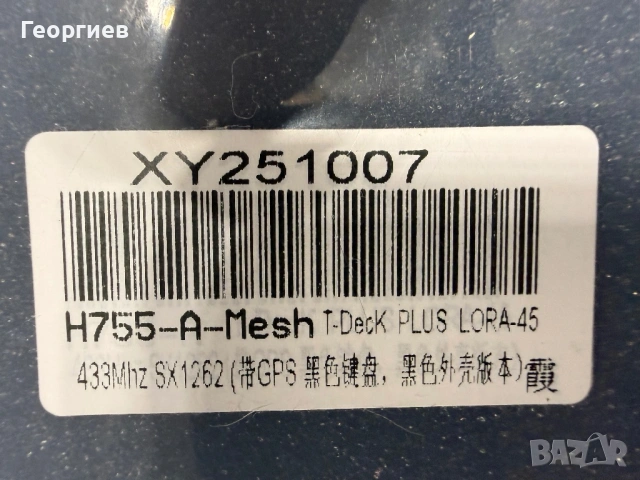 Георгиев
XY251007
H755-A-Mesh T-DecK PLUS LORA-45
433Mhz SX1262(带GPS 黑色键盘，黑色外壳版本)霞
BAZAR